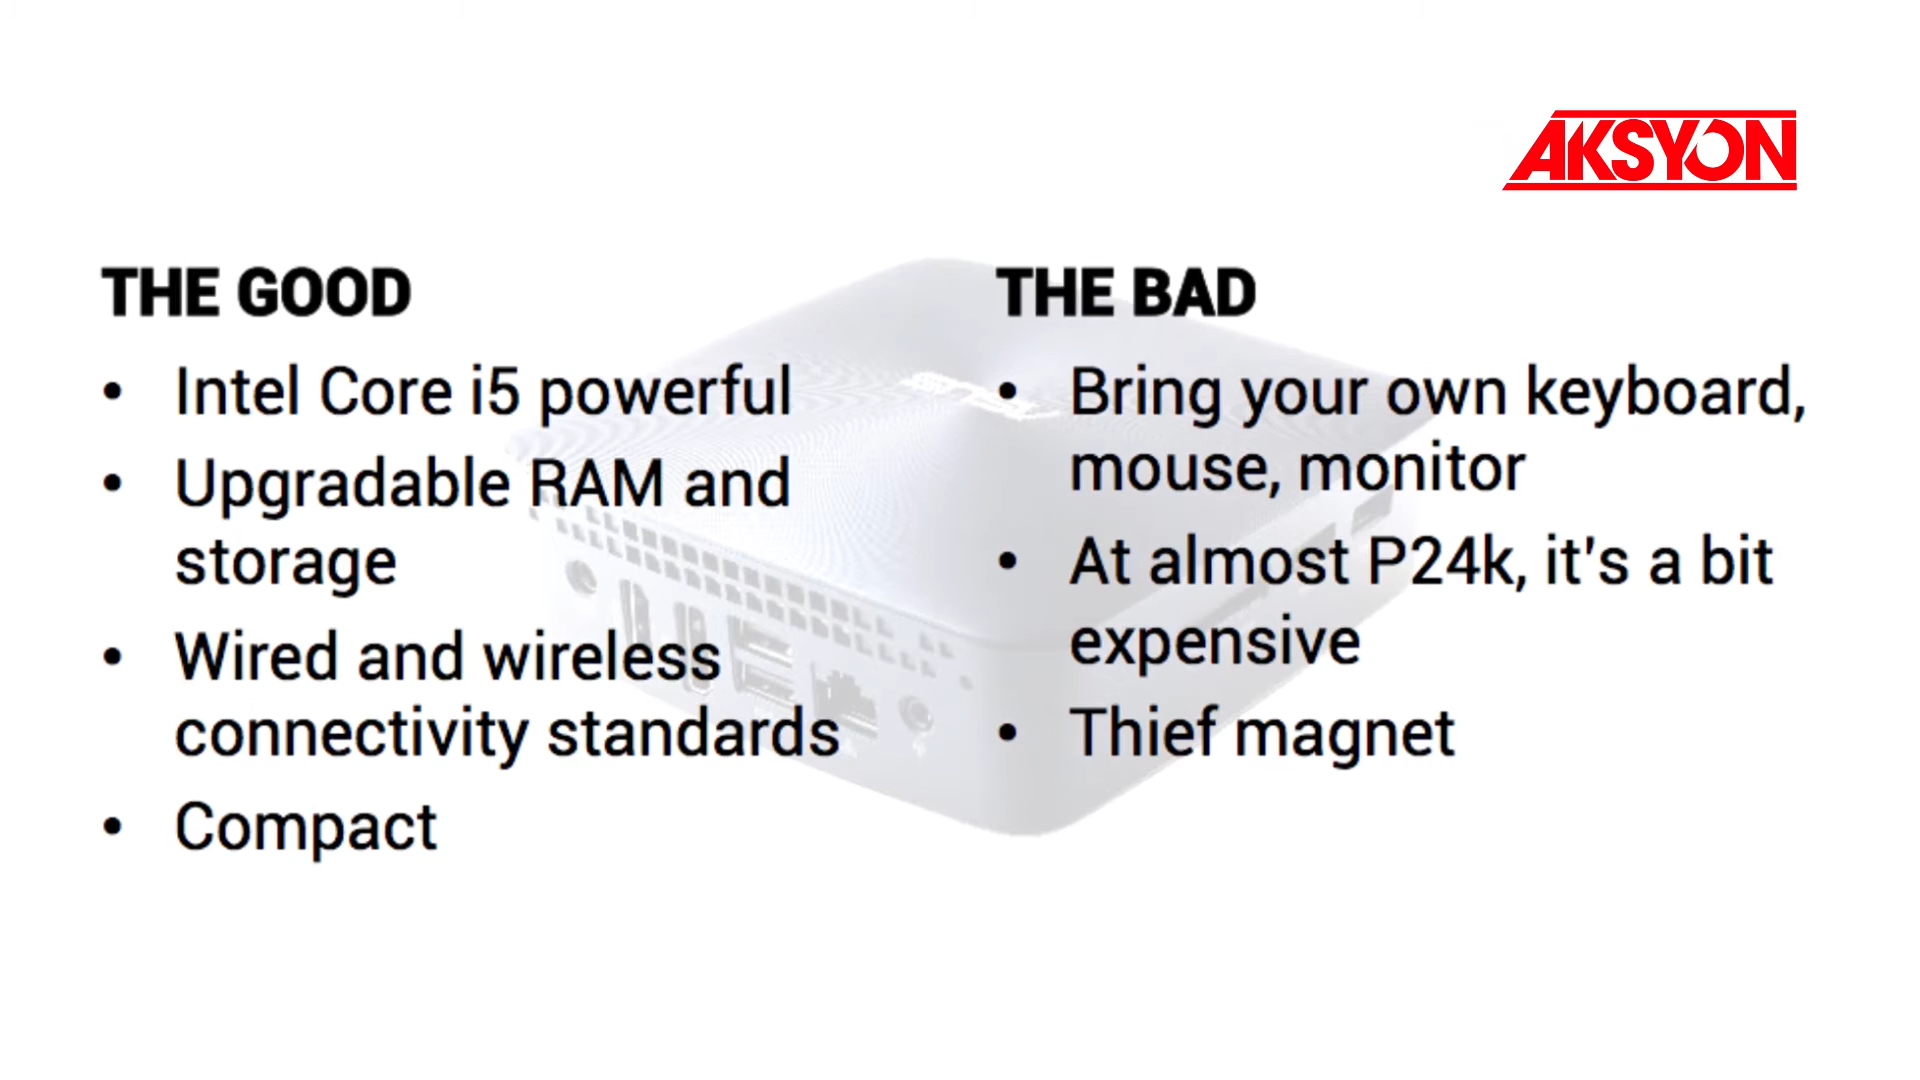 AKSYON
THE GOOD
• Intel Core i5 powerful
• Upgradable RAM and
storage
• Wired and wireless
connectivity standards
• Compact
THE BAD
• Bring your own keyboard,
mouse, monitor
• At almost P24k, it's a bit
expensive
• Thief magnet